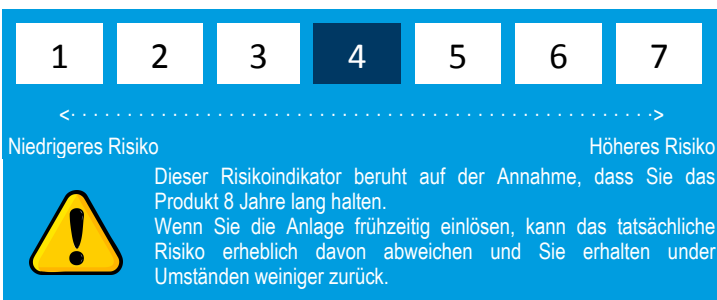 1 2 3 4 5 6 7
<· · · · · · · · · · · · · · · · · · · · · · · · · · · · · · · · · · · · · · · · · · · · · · · · · · · ·>
Niedrigeres Risiko Höheres Risiko
Dieser Risikoindikator beruht auf der Annahme, dass Sie das
Produkt 8 Jahre lang halten.
Wenn Sie die Anlage frühzeitig einlösen, kann das tatsächliche
Risiko erheblich davon abweichen und Sie erhalten under
Umständen weiniger zurück.